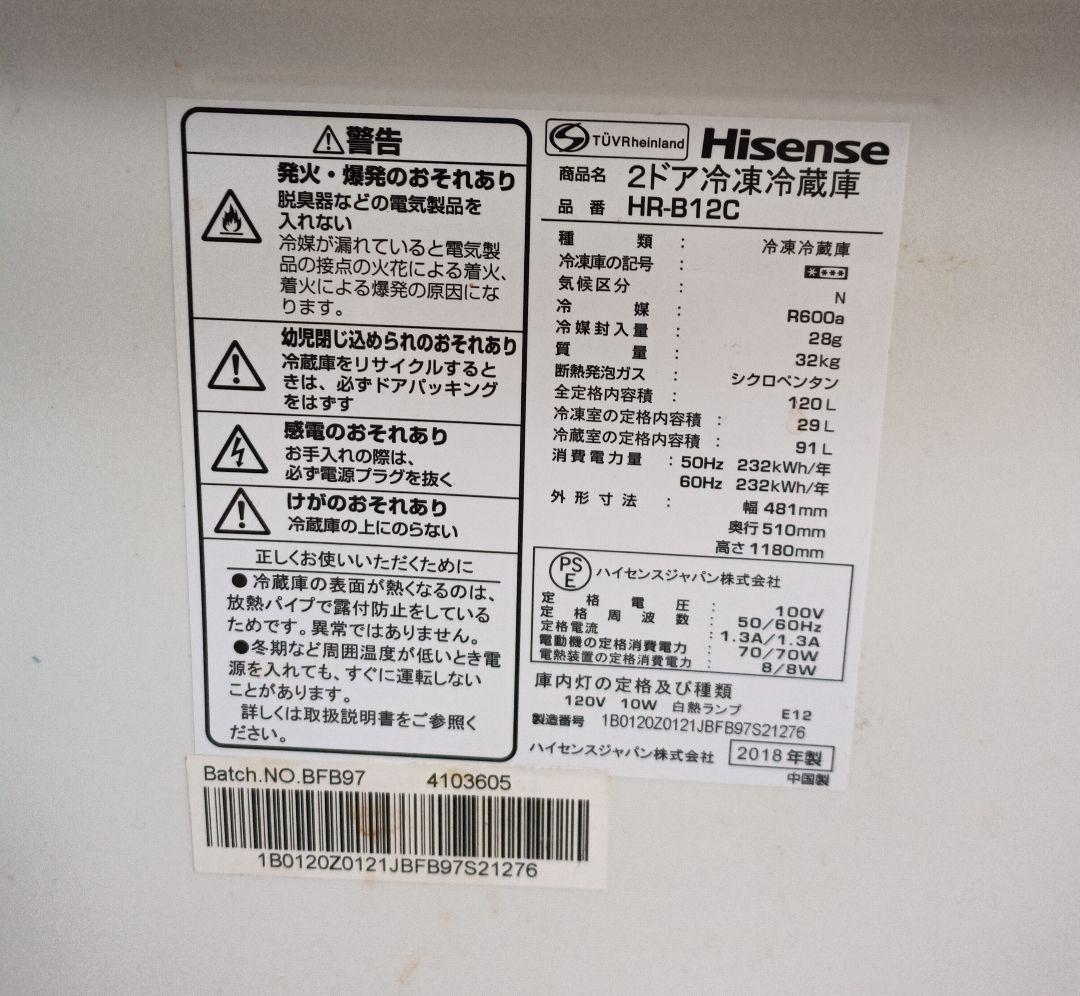 警告
発火・爆発のおそれあり
脱臭器などの電気製品を
入れない
冷媒が漏れていると電気製
品の接点の火花による着火、
着火による爆発の原因にな
ります。
幼児閉じ込められのおそれあり
冷蔵庫をリサイクルすると
きは、必ずドアパッキング
をはずす
感電のおそれあり
お手入れの際は、
必ず電源プラグを抜く
けがのおそれあり
冷蔵庫の上にのらない
正しくお使いいただくために
●冷蔵庫の表面が熱くなるのは、
放熱パイプで露付防止をしている
ためです。異常ではありません。
●冬期など周囲温度が低いとき電
源を入れても、すぐに運転しない
ことがあります。
詳しくは取扱説明書をご参照く
ださい。
TÜVRheinland Hisense
商品名 2ドア冷凍冷蔵庫
品番 HR-B12C
種類 : 冷凍冷蔵庫
冷凍庫の記号 : ****
気候区分 : N
冷媒 : R600a
冷媒封入量 : 28g
質量 : 32kg
断熱発泡ガス : シクロペンタン
全定格内容積 : 120L
冷凍室の定格内容積 : 29L
冷蔵室の定格内容積 : 91L
消費電力量 : 50Hz 232kWh/年
60Hz 232kWh/年
外形寸法 : 幅 481mm
奥行 510mm
高さ 1180mm
PSE ハイセンスジャパン株式会社
定格電圧 : 100V
定格周波数 : 50/60Hz
定格電流 : 1.3A/1.3A
電動機の定格消費電力 : 70/70W
電熱装置の定格消費電力 : 8/8W
庫内灯の定格及び種類
120V 10W 白熱ランプ E12
製造番号 1B0120Z0121JBFB97S21276
ハイセンスジャパン株式会社 2018年製
中国製
Batch.NO.BFB97 4103605
1B0120Z0121JBFB97S21276